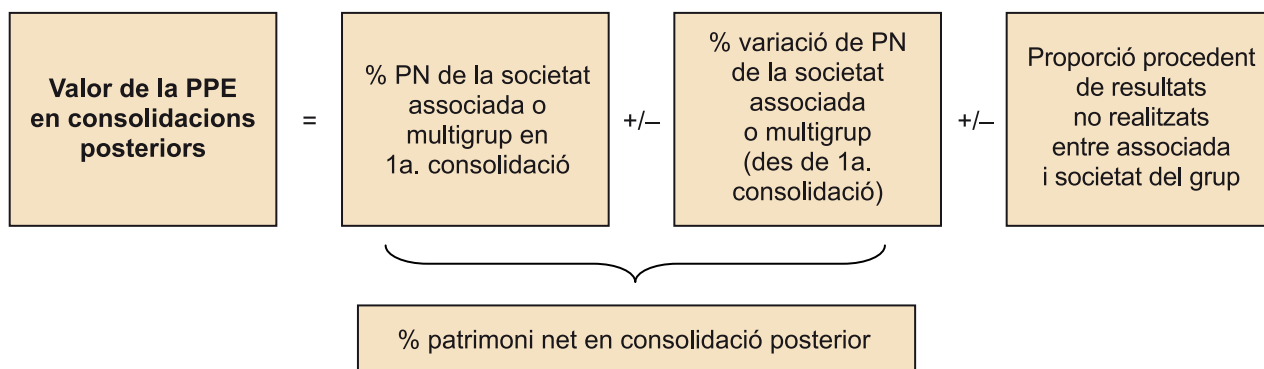 Valor de la PPE
en consolidacions
posteriors
=
% PN de la societat
associada o
multigrup en
1a. consolidació
+/–
% variació de PN
de la societat
associada
o multigrup
(des de 1a.
consolidació)
+/–
Proporció procedent
de resultats
no realitzats
entre associada
i societat del grup
% patrimoni net en consolidació posterior